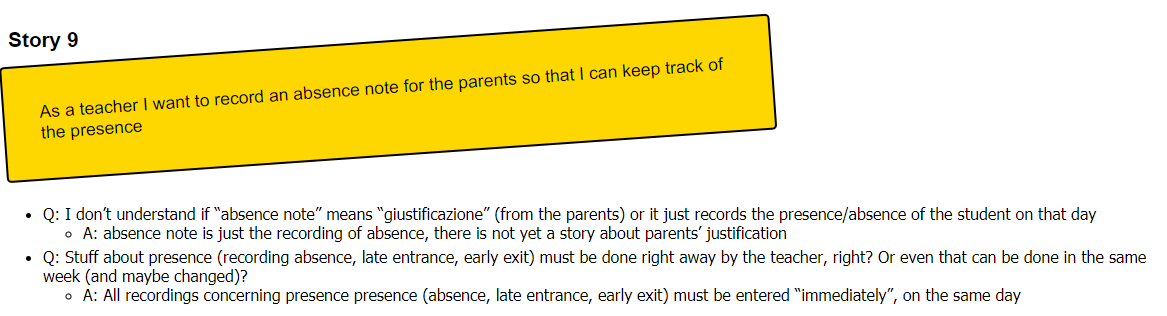 Story 9
As a teacher I want to record an absence note for the parents so that I can keep track of
the presence
• Q: I don’t understand if “absence note” means “giustificazione” (from the parents) or it just records the presence/absence of the student on that day
◦ A: absence note is just the recording of absence, there is not yet a story about parents’ justification
• Q: Stuff about presence (recording absence, late entrance, early exit) must be done right away by the teacher, right? Or even that can be done in the same
week (and maybe changed)?
◦ A: All recordings concerning presence presence (absence, late entrance, early exit) must be entered “immediately”, on the same day